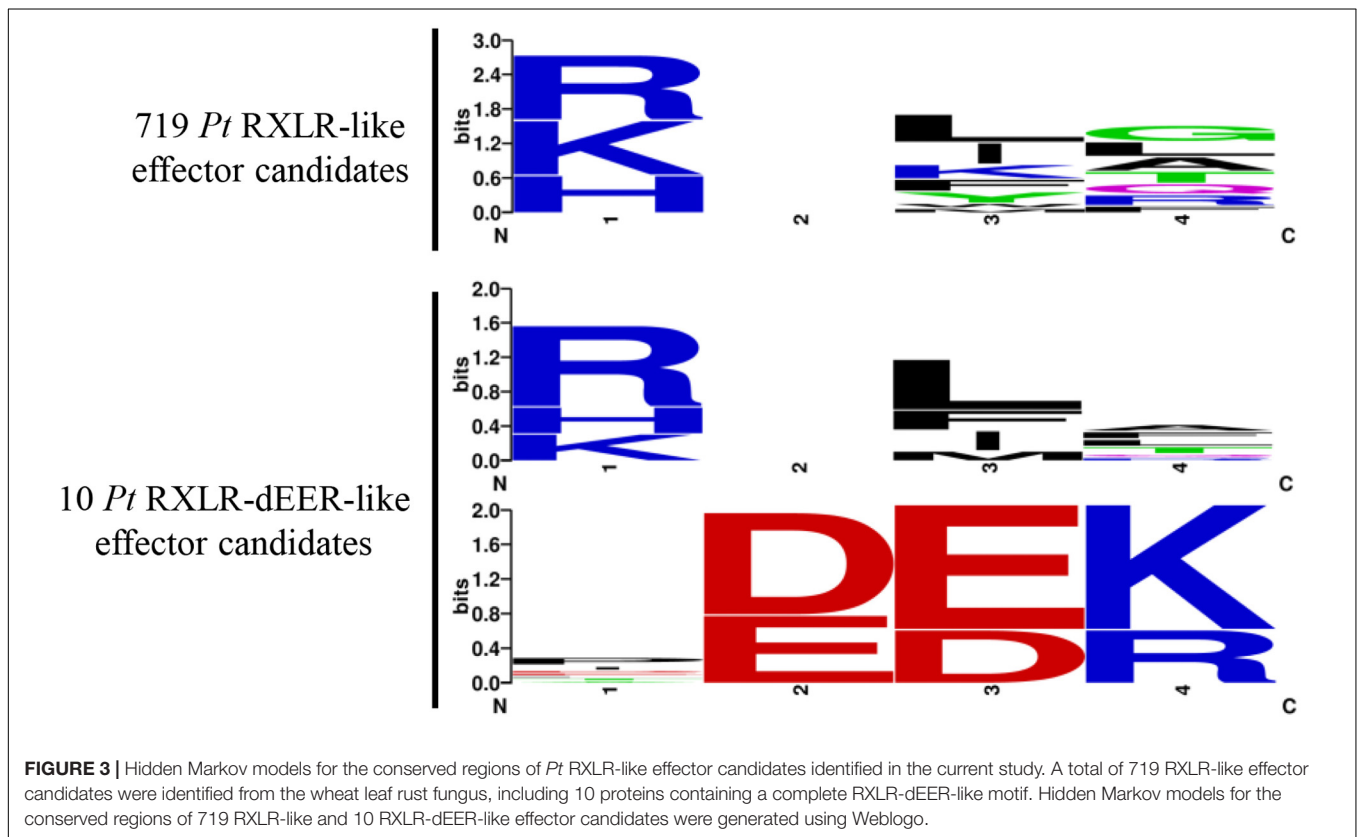 719 Pt RXLR-like
effector candidates
3.0
2.4
1.8
1.2
0.6
0.0
bits
R
K
H
L
I
K
F
Y
M
G
L
A
T
Q
R
F
1
2
3
4
N
C
10 Pt RXLR-dEER-like
effector candidates
2.0
1.6
1.2
0.8
0.4
0.0
bits
R
H
K
L
F
I
M
1
2
3
4
N
C
2.0
1.6
1.2
0.8
0.4
0.0
bits
D
E
E
D
K
R
1
2
3
4
N
C
FIGURE 3 | Hidden Markov models for the conserved regions of Pt RXLR-like effector candidates identified in the current study. A total of 719 RXLR-like effector
candidates were identified from the wheat leaf rust fungus, including 10 proteins containing a complete RXLR-dEER-like motif. Hidden Markov models for the
conserved regions of 719 RXLR-like and 10 RXLR-dEER-like effector candidates were generated using Weblogo.